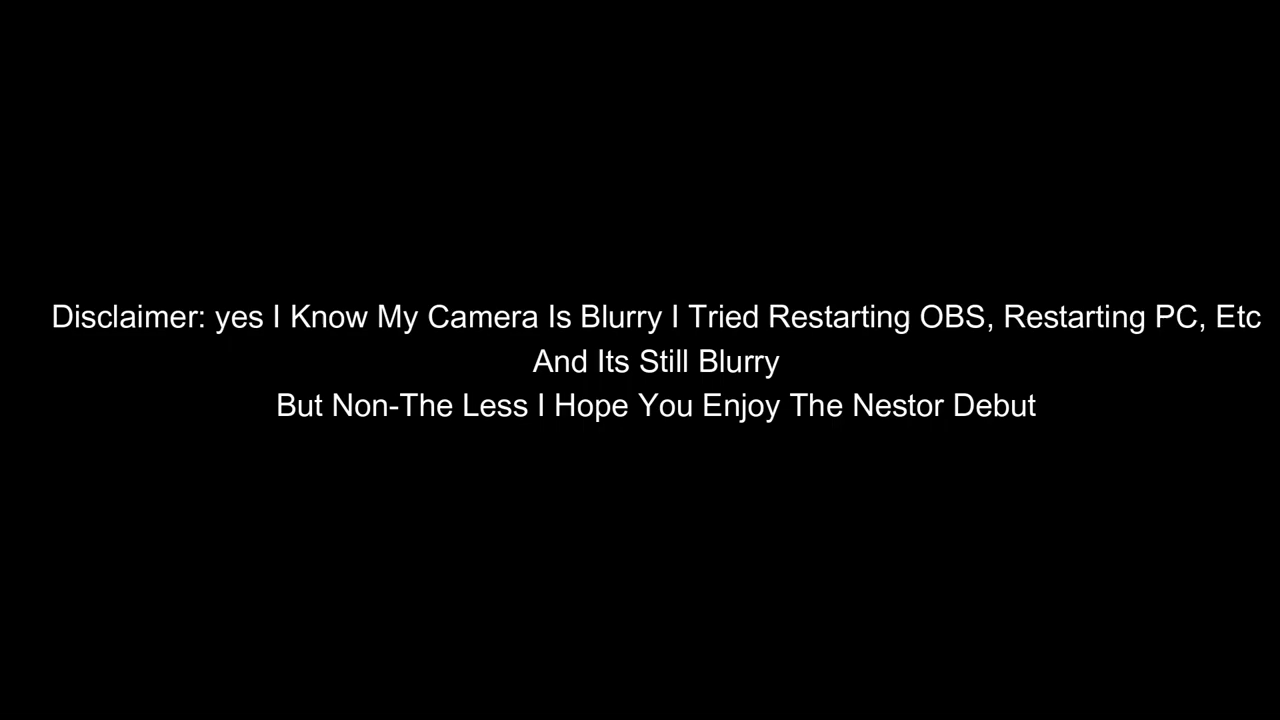 Disclaimer: yes I Know My Camera Is Blurry I Tried Restarting OBS, Restarting PC, Etc
And Its Still Blurry
But Non-The Less I Hope You Enjoy The Nestor Debut